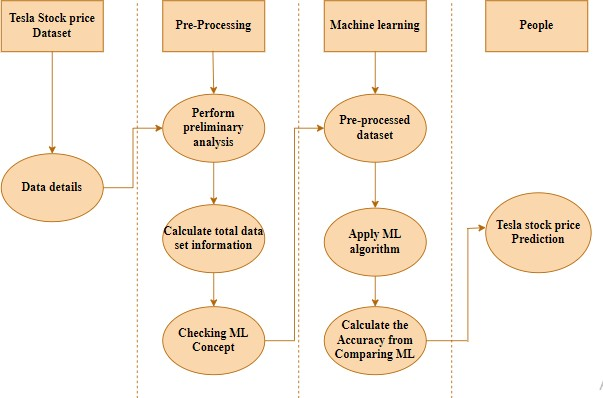 Tesla Stock price
Dataset
Pre-Processing
Machine learning
People
Perform
preliminary
analysis
Pre-processed
dataset
Data details
Calculate total data
set information
Apply ML
algorithm
Tesla stock price
Prediction
Checking ML
Concept
Calculate the
Accuracy from
Comparing ML